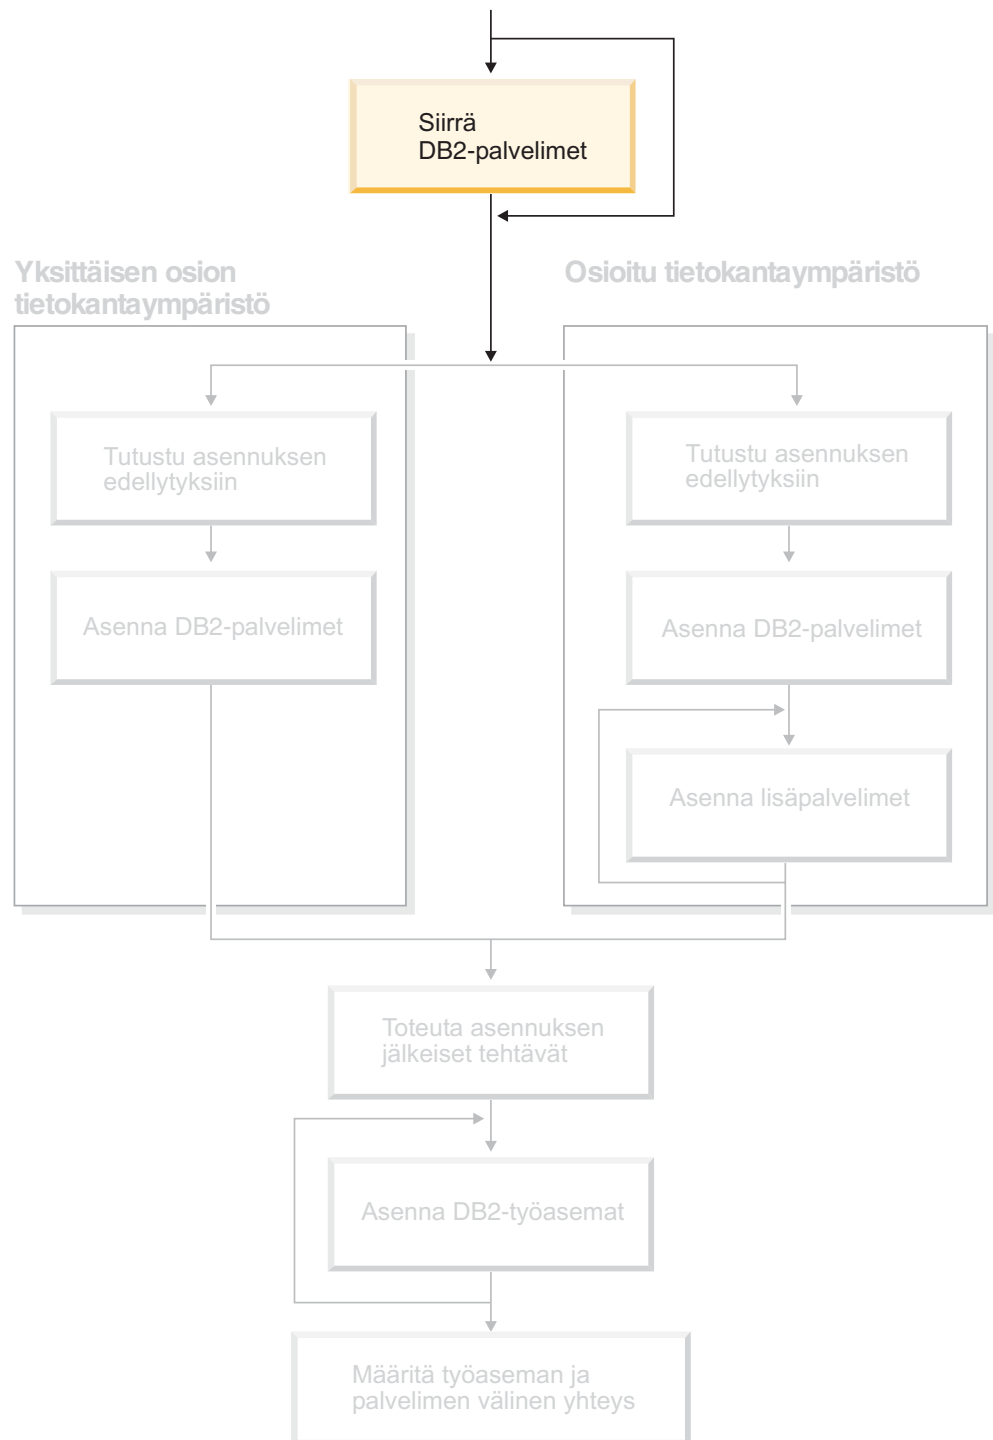 Siirrä
DB2-palvelimet
Yksittäisen osion
tietokantaympäristö
Osioitu tietokantaympäristö
Tutustu asennuksen
edellytyksiin
Asenna DB2-palvelimet
Tutustu asennuksen
edellytyksiin
Asenna DB2-palvelimet
Asenna lisäpalvelimet
Toteuta asennuksen
jälkeiset tehtävät
Asenna DB2-työasemat
Määritä työaseman ja
palvelimen välinen yhteys